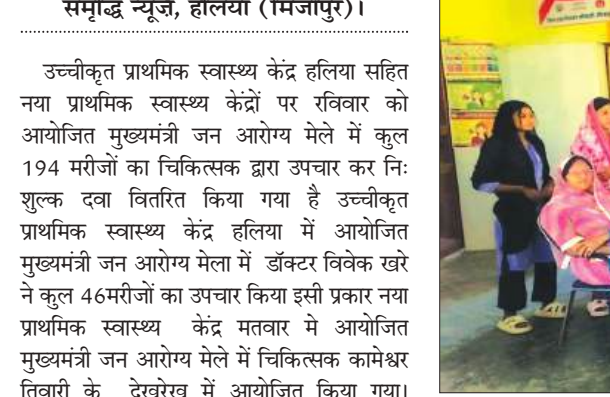 समृद्धि न्यूज़, हलिया (मिर्जापुर)।
उच्चीकृत प्राथमिक स्वास्थ्य केंद्र हलिया सहित
नया प्राथमिक स्वास्थ्य केंद्रों पर रविवार को
आयोजित मुख्यमंत्री जन आरोग्य मेले में कुल
194 मरीजों का चिकित्सक द्वारा उपचार कर निः
शुल्क दवा वितरित किया गया है उच्चीकृत
प्राथमिक स्वास्थ्य केंद्र हलिया में आयोजित
मुख्यमंत्री जन आरोग्य मेला में डॉक्टर विवेक खरे
ने कुल 46मरीजों का उपचार किया इसी प्रकार नया
प्राथमिक स्वास्थ्य केंद्र मतवार मे आयोजित
मुख्यमंत्री जन आरोग्य मेले में चिकित्सक कामेश्वर
तिवारी के देखरेख में आयोजित किया गया।